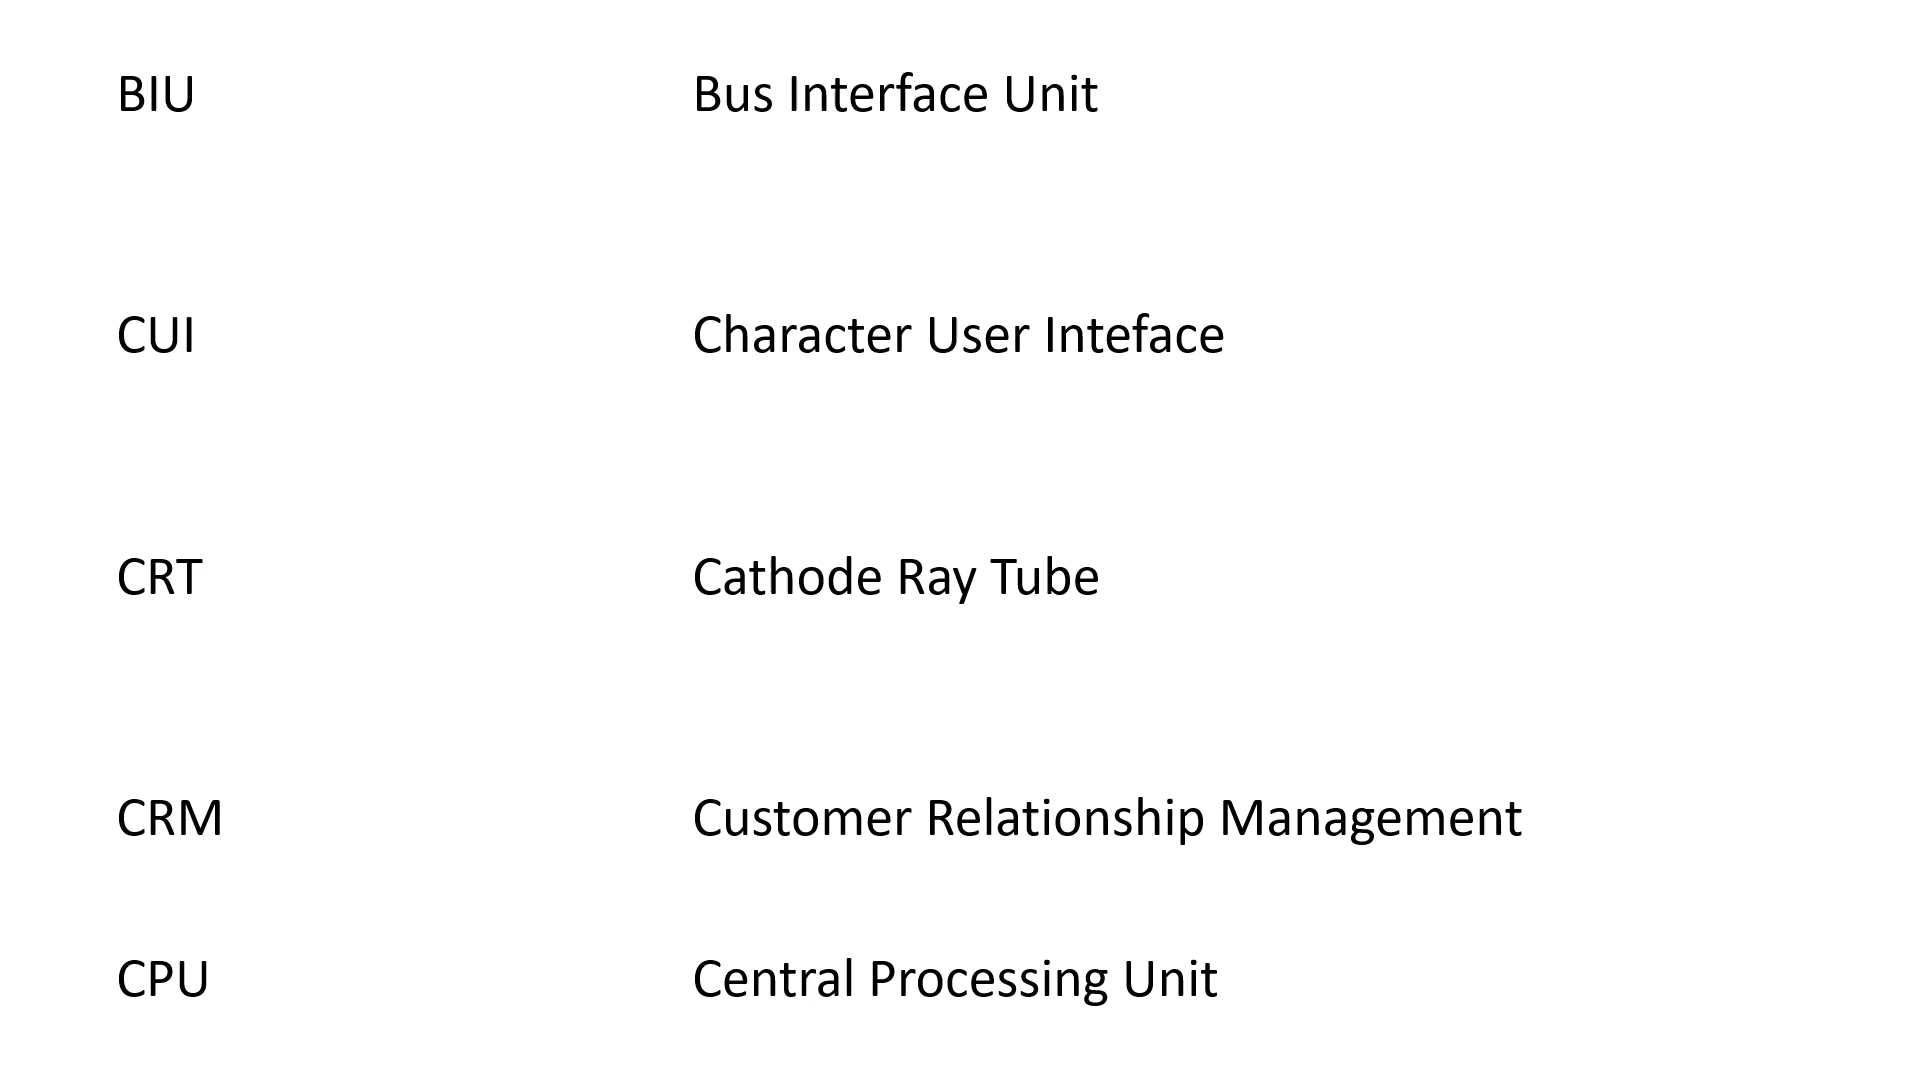 BIU Bus Interface Unit
CUI Character User Inteface
CRT Cathode Ray Tube
CRM Customer Relationship Management
CPU Central Processing Unit